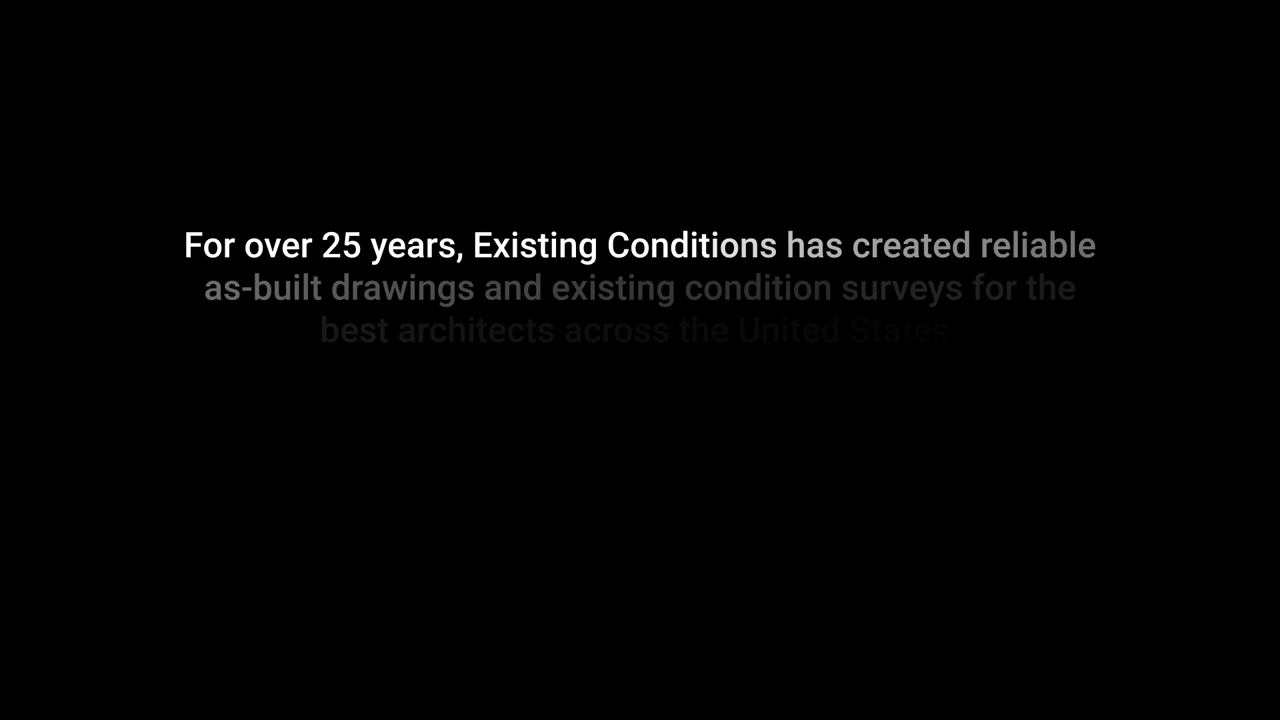 For over 25 years, Existing Conditions has created reliable
as-built drawings and existing condition surveys for the
best architects across the United States.